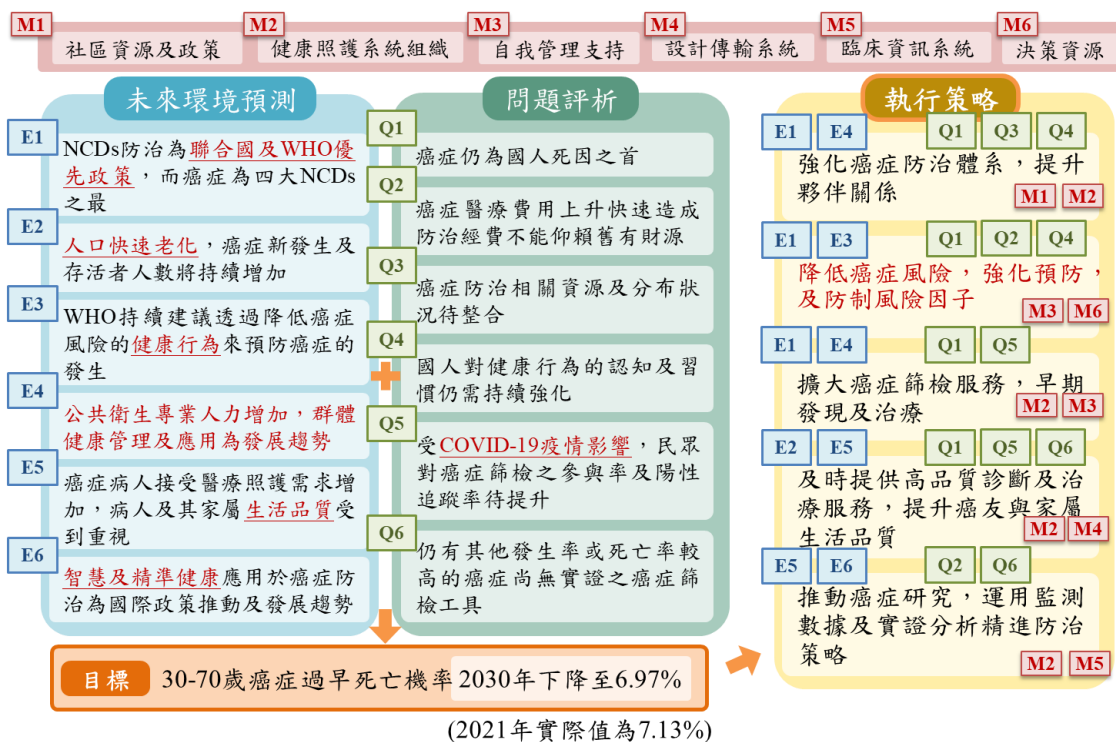 M1
社區資源及政策
M2
健康照護系統組織
M3
自我管理支持
M4
設計傳輸系統
M5
臨床資訊系統
M6
決策資源
未來環境預測
E1
NCDs防治為聯合國及WHO優
先政策，而癌症為四大NCDs
之最
E2
人口快速老化，癌症新發生及
存活者人數將持續增加
E3
WHO持續建議透過降低癌症
風險的健康行為來預防癌症的
發生
E4
公共衛生專業人力增加，群體
健康管理及應用為發展趨勢
E5
癌症病人接受醫療照護需求增
加，病人及其家屬生活品質受
到重視
E6
智慧及精準健康應用於癌症防
治為國際政策推動及發展趨勢
問題評析
Q1
癌症仍為國人死因之首
Q2
癌症醫療費用上升快速造成
防治經費不能仰賴舊有財源
Q3
癌症防治相關資源及分布狀
況待整合
Q4
國人對健康行為的認知及習
慣仍需持續強化
Q5
受COVID-19疫情影響，民眾
對癌症篩檢之參與率及陽性
追蹤率待提升
Q6
仍有其他發生率或死亡率較
高的癌症尚無實證之癌症篩
檢工具
目標
30-70歲癌症過早死亡機率 2030年下降至6.97%
(2021年實際值為7.13%)
執行策略
E1 E4 Q1 Q3 Q4
強化癌症防治體系，提升
夥伴關係
M1 M2
E1 E3 Q1 Q2 Q4
降低癌症風險，強化預防，
及防制風險因子
M3 M6
E1 E4 Q1 Q5
擴大癌症篩檢服務，早期
發現及治療
M2 M3
E2 E5 Q1 Q5 Q6
及時提供高品質診斷及治
療服務，提升癌友與家屬
生活品質
M2 M4
E5 E6 Q2 Q6
推動癌症研究，運用監測
數據及實證分析精進防治
策略
M2 M5